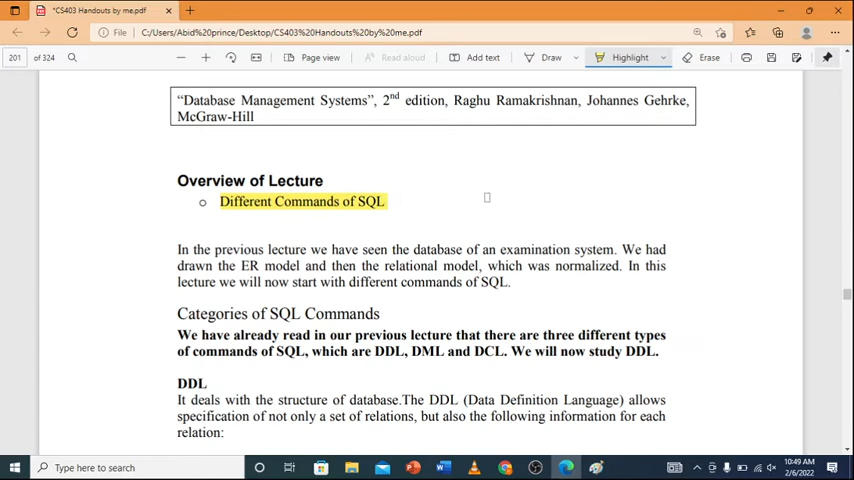 *CS403 Handouts by me.pdf
File
C:/Users/Abid%20prince/Desktop/CS403%20Handouts%20by%20me.pdf
201 of 324
Page view
Read aloud
Add text
Draw
Highlight
Erase
“Database Management Systems”, 2nd edition, Raghu Ramakrishnan, Johannes Gehrke,
McGraw-Hill
Overview of Lecture
o Different Commands of SQL
In the previous lecture we have seen the database of an examination system. We had
drawn the ER model and then the relational model, which was normalized. In this
lecture we will now start with different commands of SQL.
Categories of SQL Commands
We have already read in our previous lecture that there are three different types
of commands of SQL, which are DDL, DML and DCL. We will now study DDL.
DDL
It deals with the structure of database.The DDL (Data Definition Language) allows
specification of not only a set of relations, but also the following information for each
relation:
Type here to search
10:49 AM
2/6/2022